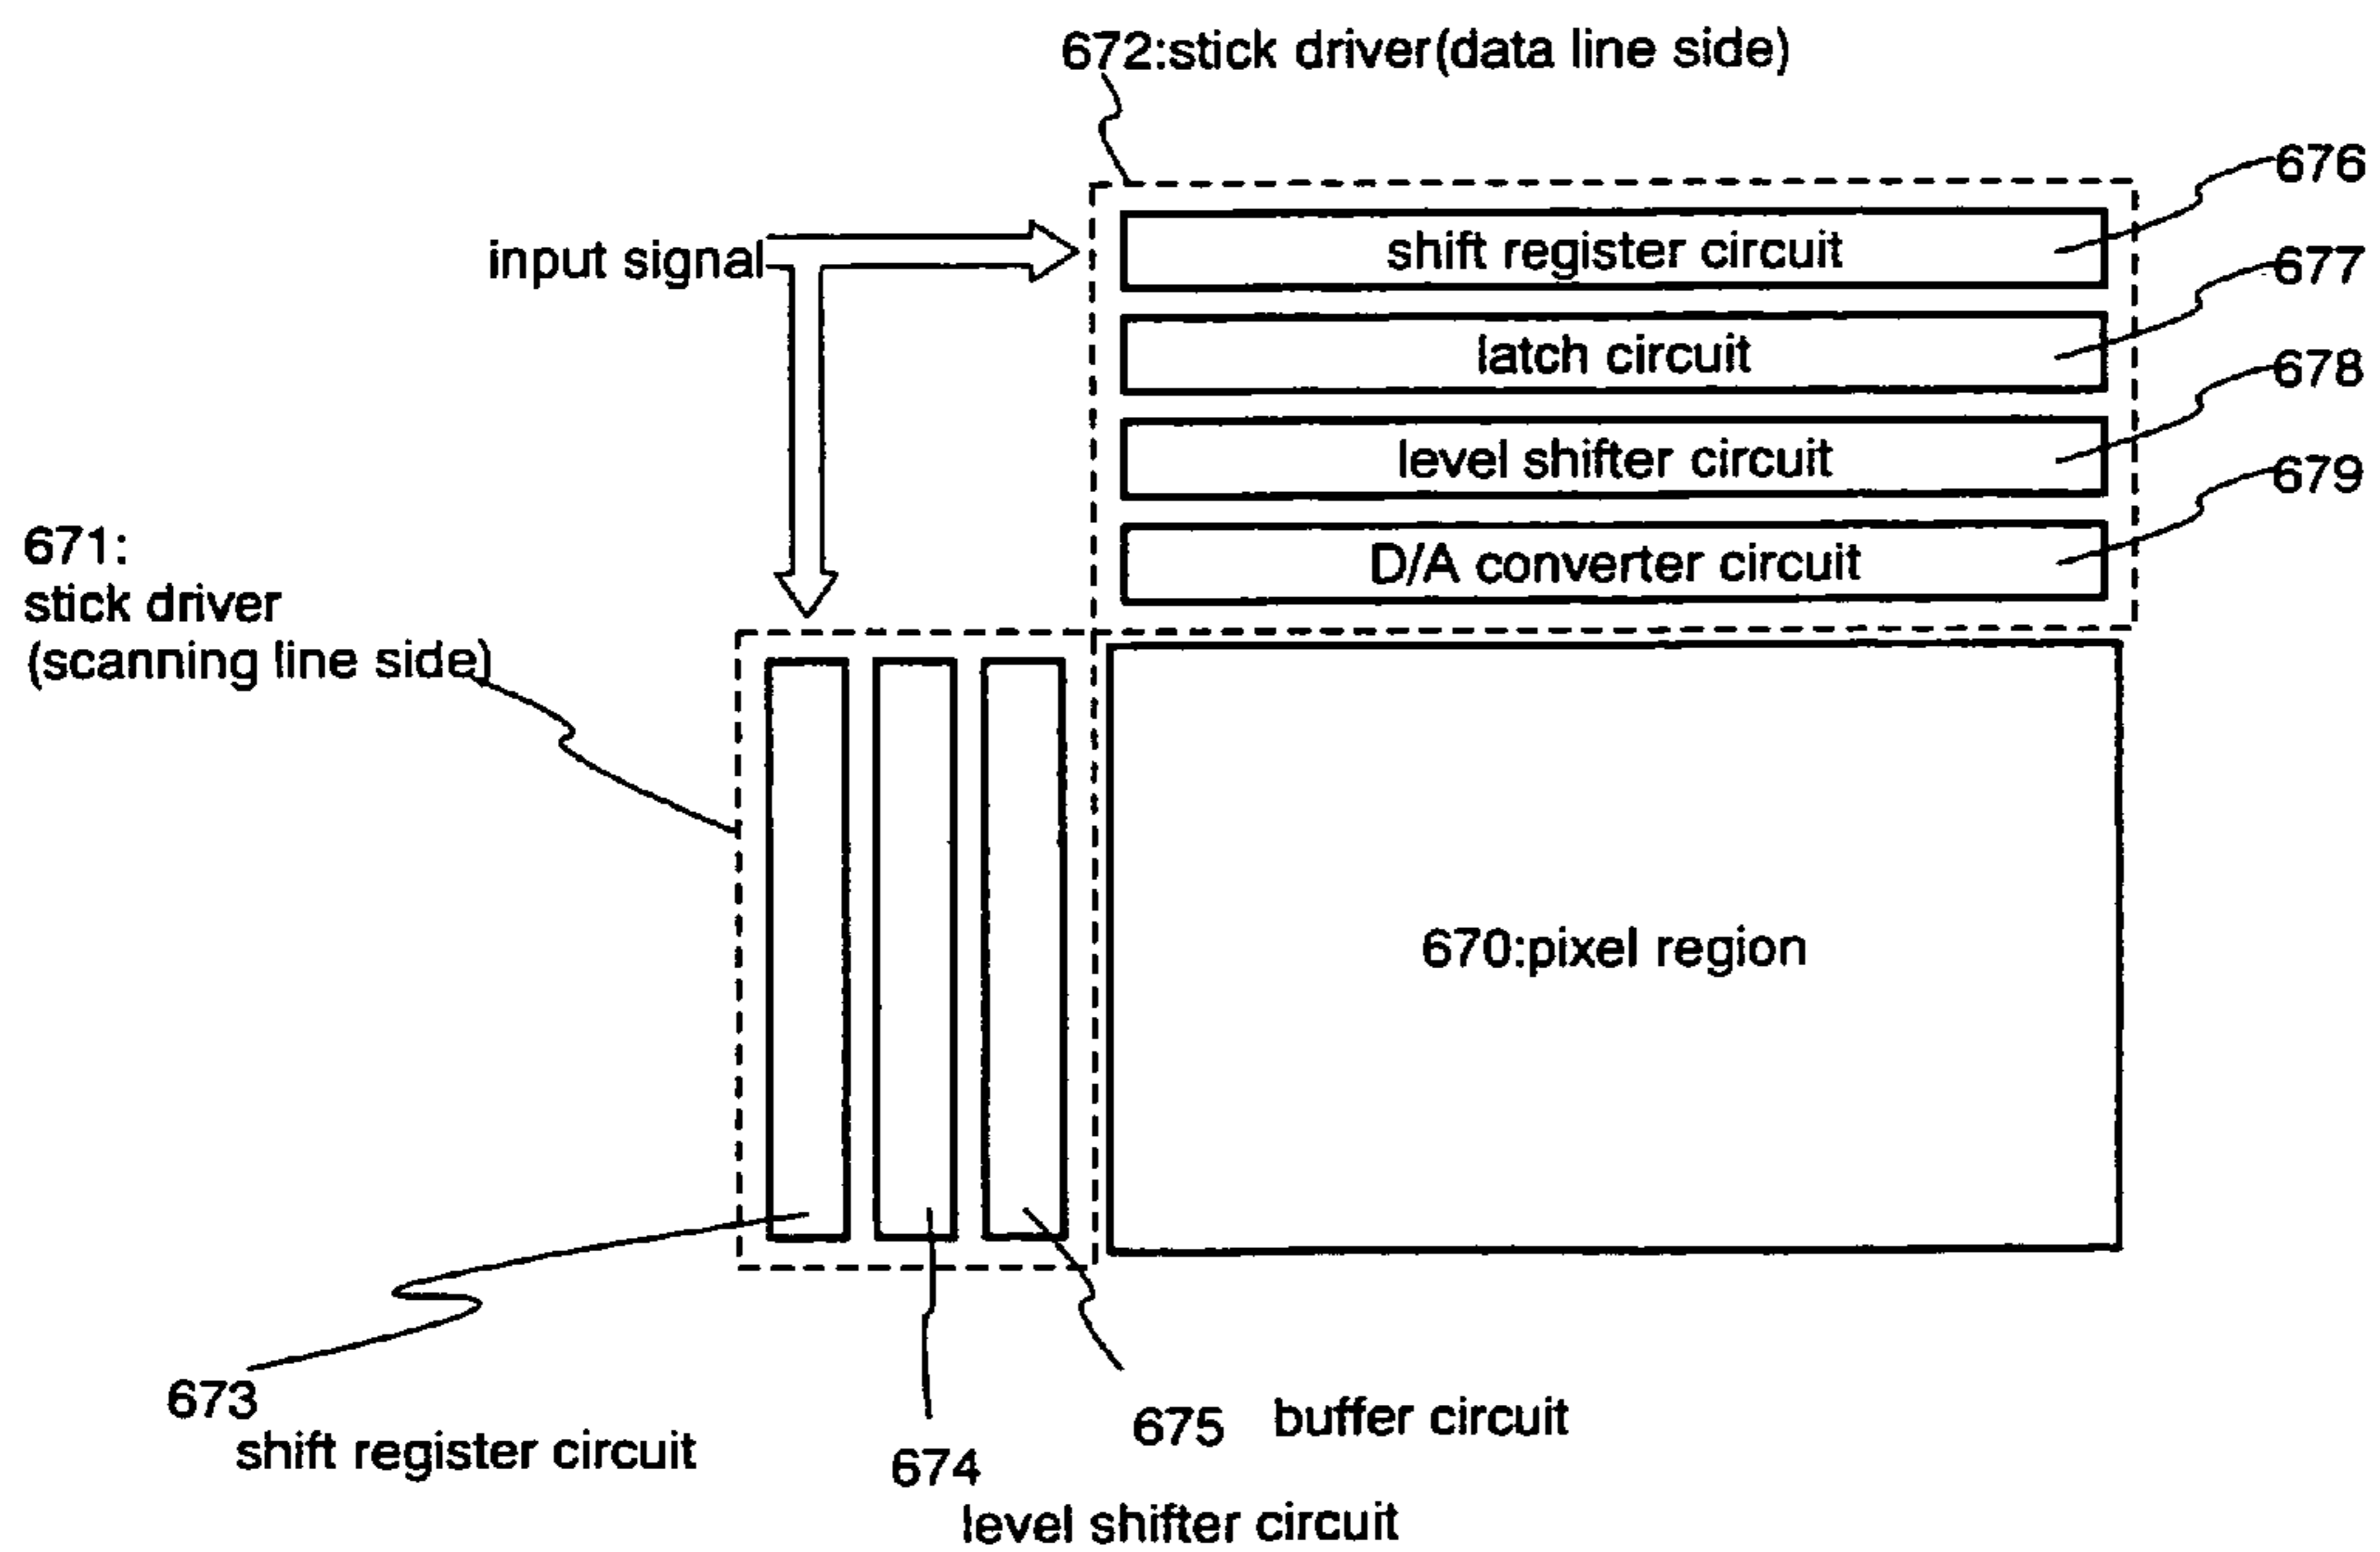 672:stick driver(data line side)
676
input signal
shift register circuit
677
latch circuit
678
level shifter circuit
679
D/A converter circuit
671:
stick driver
(scanning line side)
670:pixel region
673
shift register circuit
674
level shifter circuit
675 buffer circuit